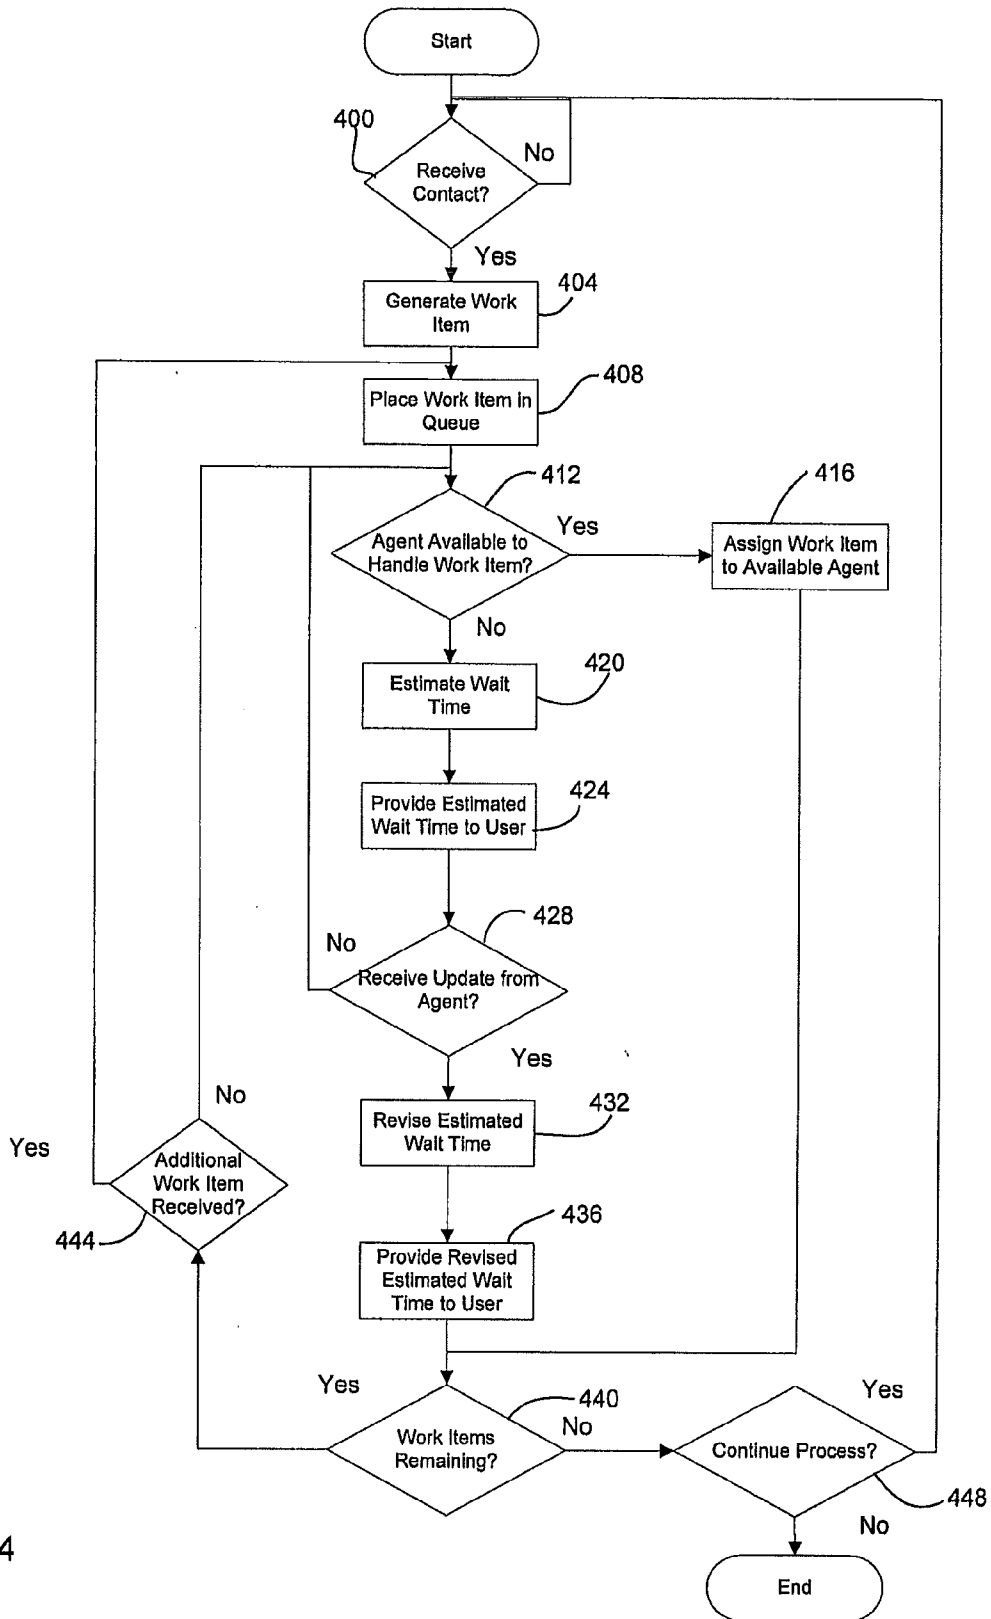 Start
400
Receive
Contact?
No
Yes
Generate Work
Item
404
Place Work Item in
Queue
408
412
Agent Available to
Handle Work Item?
Yes
416
Assign Work Item
to Available Agent
No
Estimate Wait
Time
420
Provide Estimated
Wait Time to User
424
428
No
Receive Update from
Agent?
Yes
Revise Estimated
Wait Time
432
No
Yes
Additional
Work Item
Received?
444
436
Provide Revised
Estimated Wait
Time to User
Yes
440
Work Items
Remaining?
No
Yes
Continue Process?
448
No
4
End